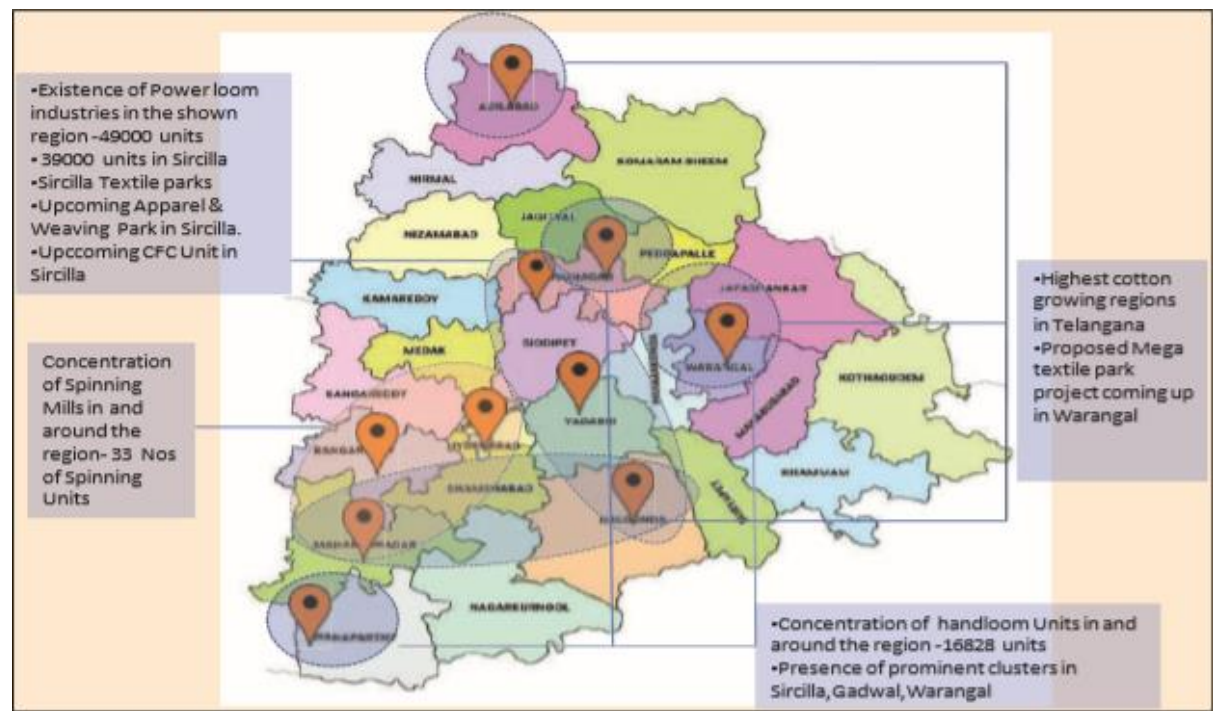 •Existence of Power loom
industries in the shown
region -49000 units
• 39000 units in Sircilla
•Sircilla Textile parks
•Upcoming Apparel &
Weaving Park in Sircilla.
•Upccoming CFC Unit in
Sircilla
Concentration
of Spinning
Mills in and
around the
region- 33 Nos
of Spinning
Units
•Highest cotton
growing regions
in Telangana
•Proposed Mega
textile park
project coming up
in Warangal
•Concentration of handloom Units in and
around the region -16828 units
•Presence of prominent clusters in
Sircilla,Gadwal,Warangal
ADILABAD
KOMARAM BHEEM
NIRMAL
JAGITYAL
NIZAMABAD
PEDDAPALLE
KAMAREDDY
MEDAK
SIDDIPET
WARANGAL
KOTHAGUDEM
SANGAREDDY
YADADRI
KHAMMAM
NAGARKURNOOL